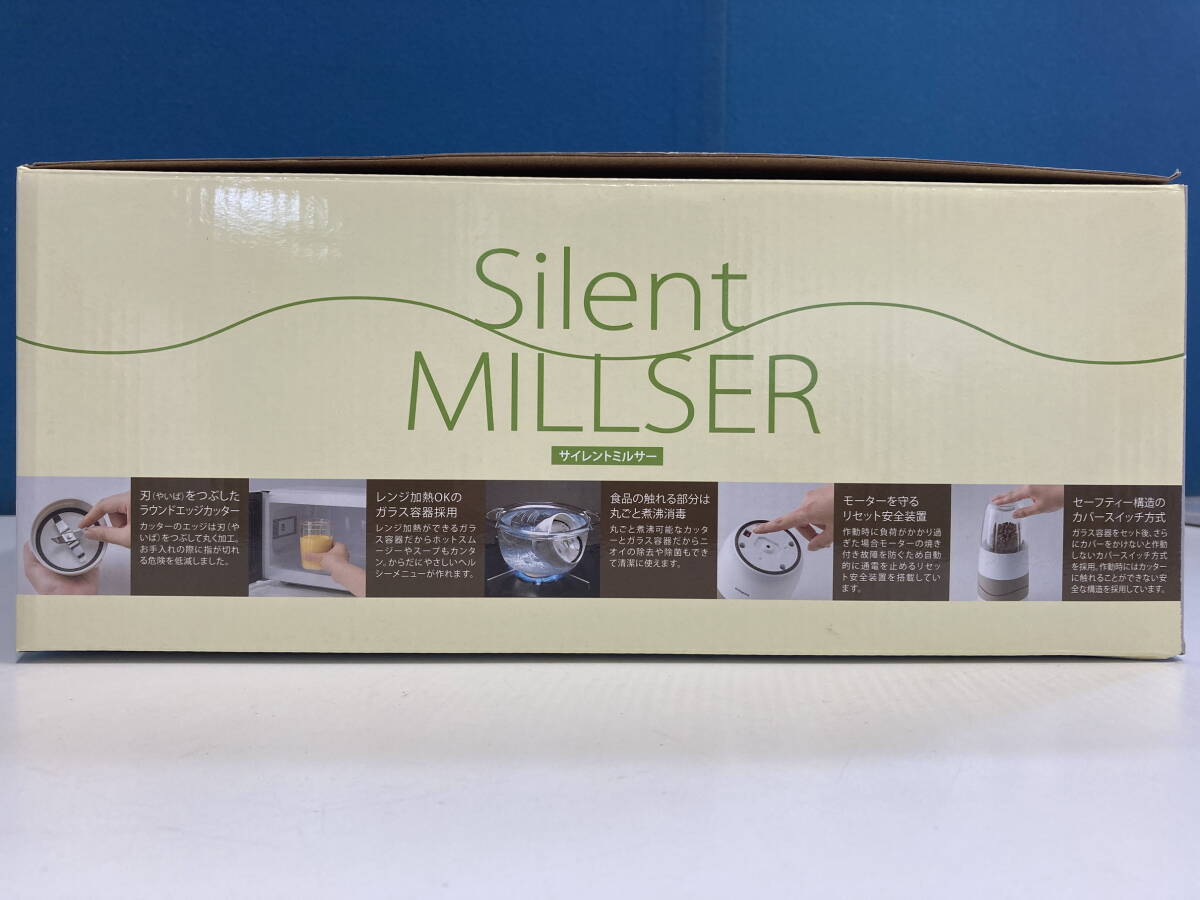 Silent
MILLSER
サイレントミルサー
刃(やいば)をつぶした
ラウンドエッジカッター
カッターのエッジは刃(や
いば)をつぶして丸く加工。
お手入れの際に指が切れ
る危険を低減しました。
レンジ加熱OKの
ガラス容器採用
レンジ加熱ができるガラ
ス容器だからホットスム
ージーやスープもカンタ
ン、からだにやさしいヘル
シーメニューが作れます。
食品の触れる部分は
丸ごと煮沸消毒
丸ごと煮沸可能なカッタ
ーとガラス容器だからニ
オイの除去や除菌もでき
て清潔に使えます。
モーターを守る
リセット安全装置
作動時に負荷がかかり過
ぎた場合モーターの焼き
付き故障を防ぐため自動
的に通電を止めるリセッ
ト安全装置を搭載してい
ます。
セーフティー構造の
カバースイッチ方式
ガラス容器をセット後、さら
にカバーをかけないと作動
しないカバースイッチ方式
を採用。作動時にはカッター
に触れることができない安
全な構造を採用しています。